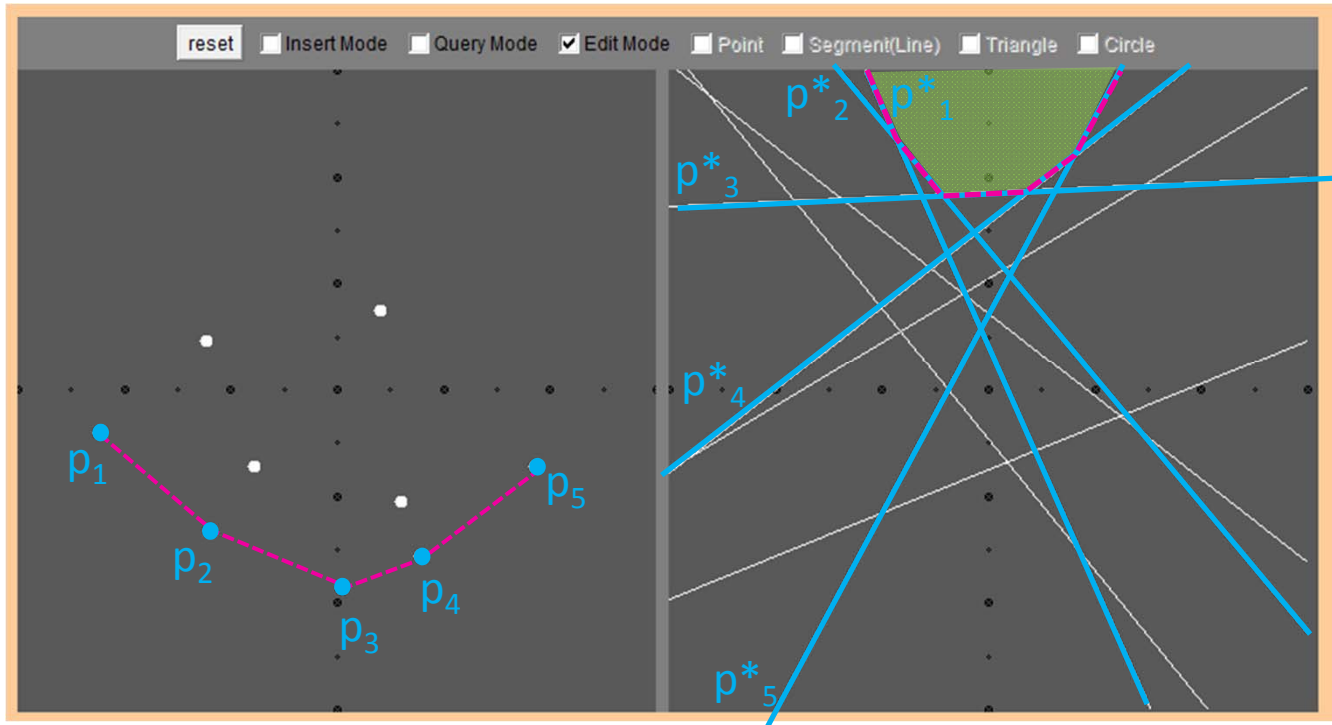 reset Insert Mode Query Mode Edit Mode Point Segment(Line) Triangle Circle
p*2
p*1
p*3
p*4
p*5
p1
p2
p3
p4
p5